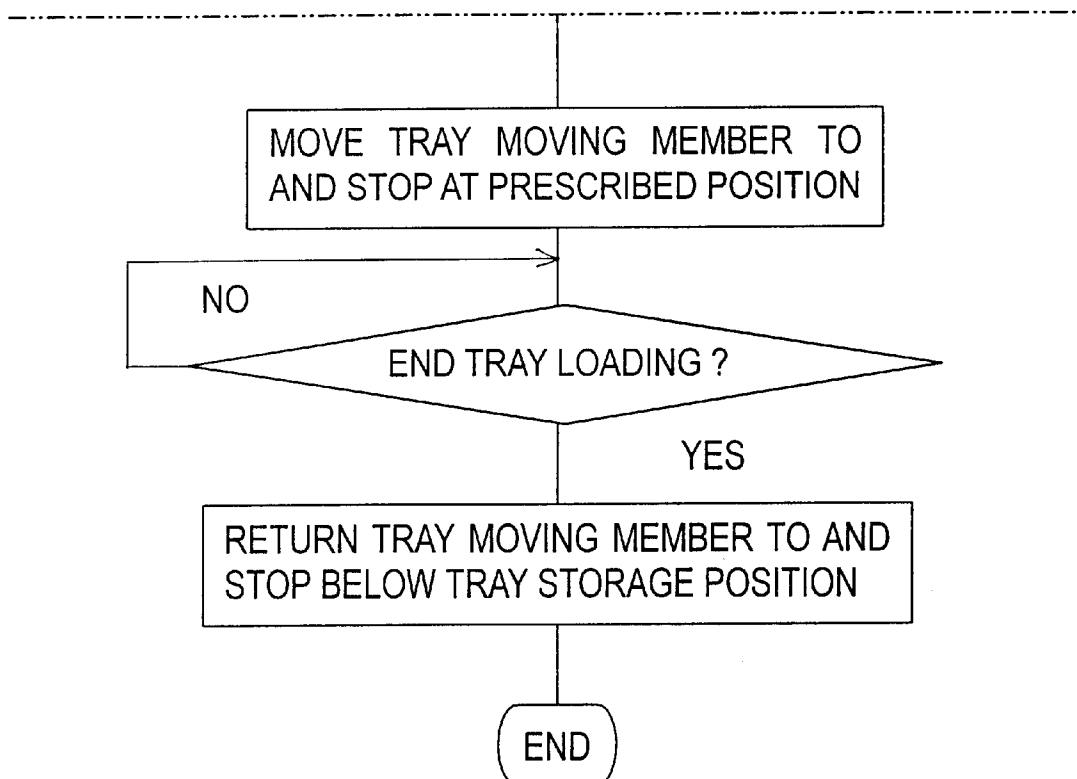 MOVE TRAY MOVING MEMBER TO
AND STOP AT PRESCRIBED POSITION
NO
END TRAY LOADING ?
YES
RETURN TRAY MOVING MEMBER TO AND
STOP BELOW TRAY STORAGE POSITION
END